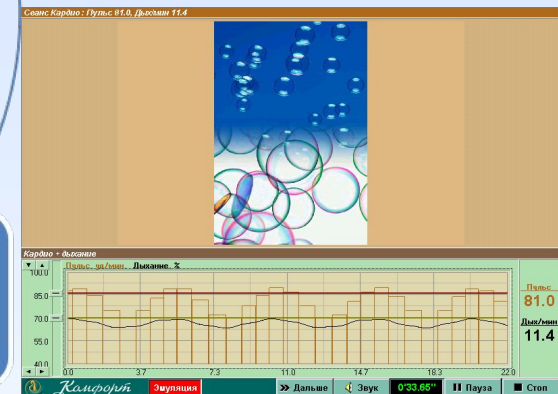 Сеанс Кардио : Пульс 81.0, Дых/мин 11.4
Кардио + дыхание
Пульс, уд/мин, Дыхание, %
100.0
85.0
70.0
55.0
40.0
0.0 3.7 7.3 11.0 14.7 18.3 22.0
Пульс
81.0
Дых/мин
11.4
Комфорт Эмуляция Дальше Звук 0'33.65" Пауза Стоп